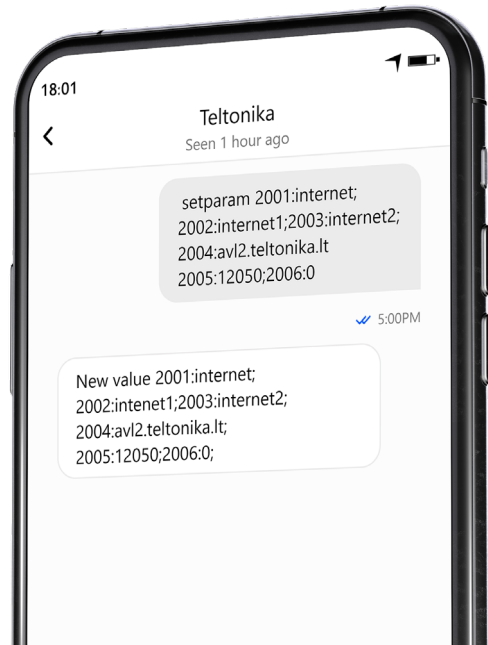 18:01
Teltonika
Seen 1 hour ago
setparam 2001:internet;
2002:internet1;2003:internet2;
2004:avl2.teltonika.lt
2005:12050;2006:0
5:00PM
New value 2001:internet;
2002:intenet1;2003:internet2;
2004:avl2.teltonika.lt;
2005:12050;2006:0;